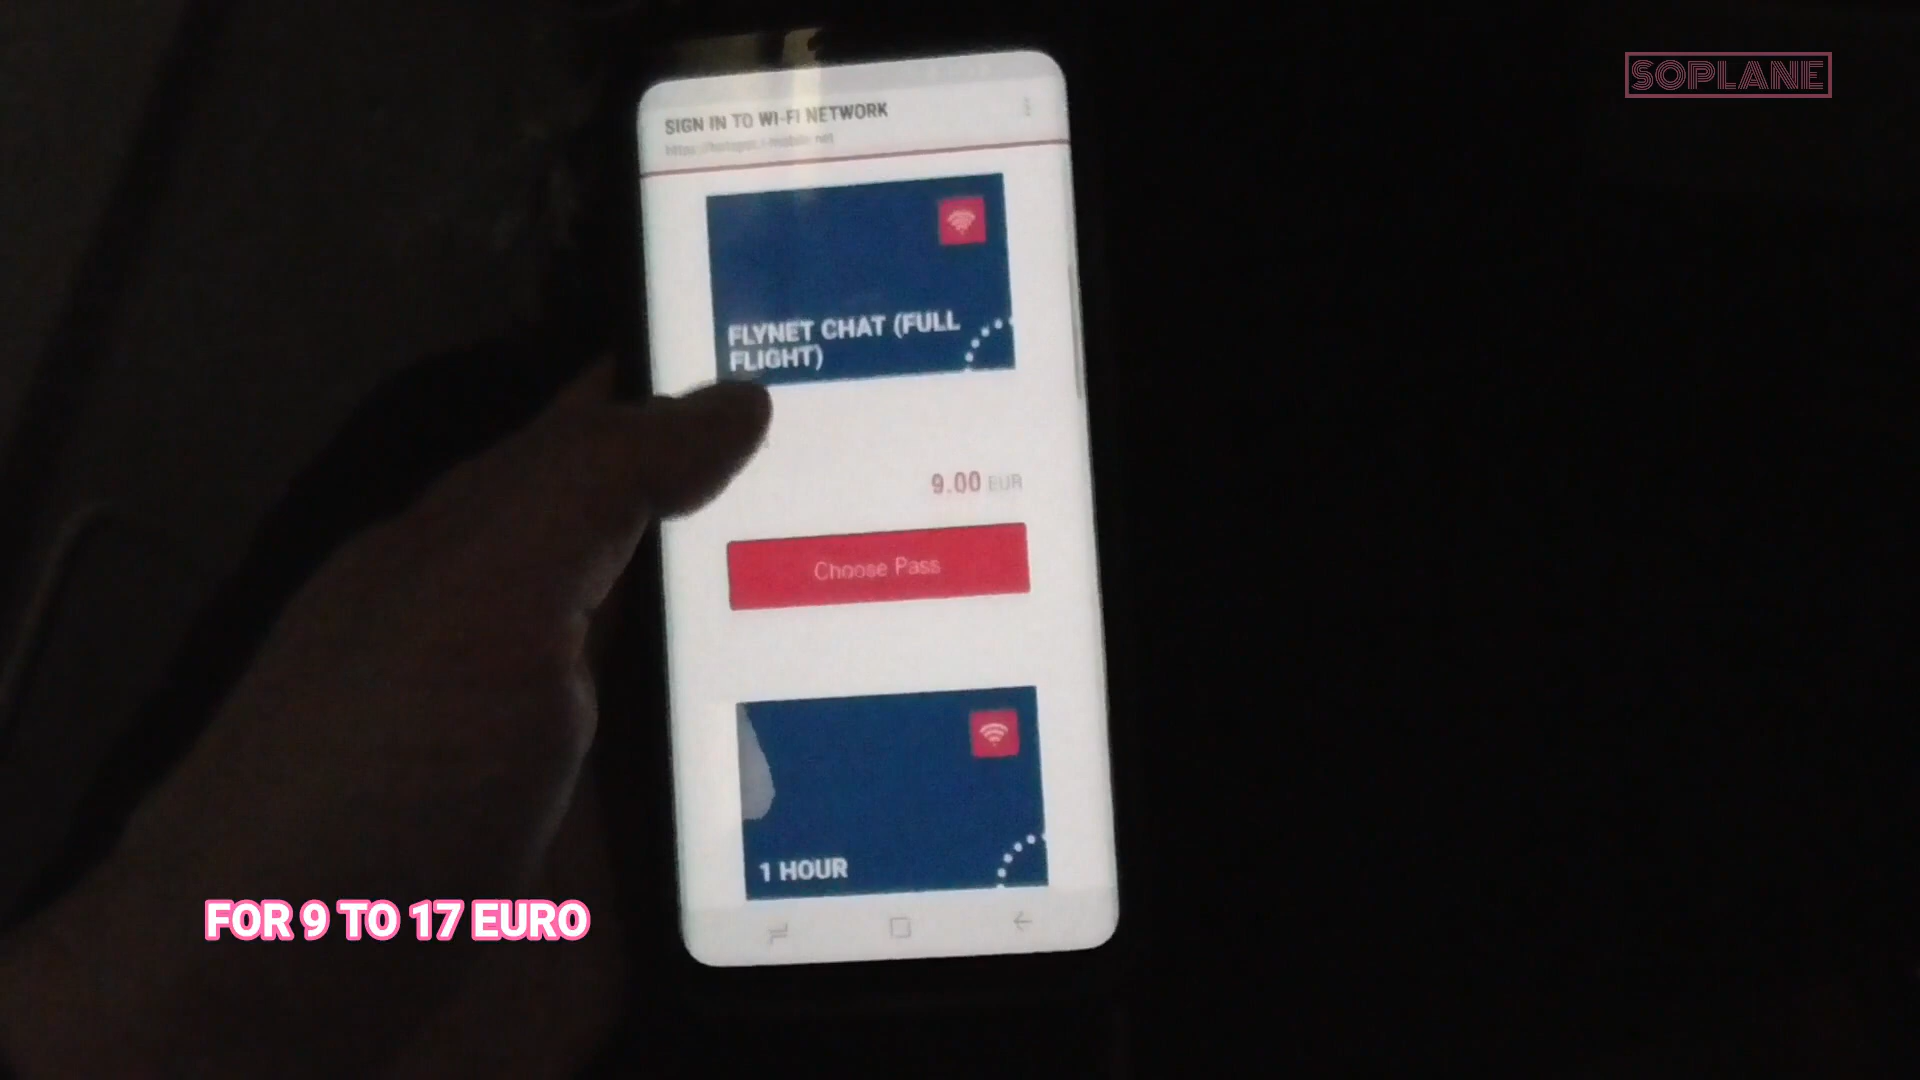 SOPLANE
SIGN IN TO WI-FI NETWORK
FLYNET CHAT (FULL
FLIGHT)
9.00 EUR
Choose Pass
1 HOUR
FOR 9 TO 17 EURO